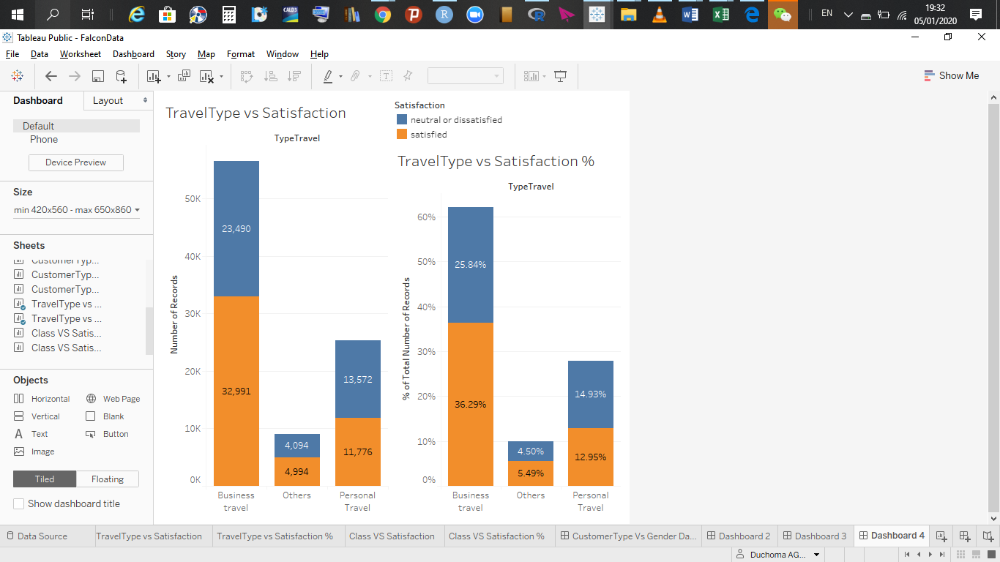 CALD3
R
R
W
X
EN
19:32
05/01/2020
Tableau Public - FalconData
File Data Worksheet Dashboard Story Map Format Window Help
Show Me
Dashboard Layout
Default
Phone
Device Preview
Size
min 420x560 - max 650x860
Sheets
CustomerTyp...
CustomerTyp...
CustomerTyp...
TravelType vs ...
TravelType vs ...
Class VS Satis...
Class VS Satis...
Objects
Horizontal Web Page
Vertical Blank
A Text Button
Image
Tiled Floating
Show dashboard title
TravelType vs Satisfaction
TypeTravel
Number of Records
50K
40K
30K
20K
10K
0K
23,490
32,991
4,094
4,994
13,572
11,776
Business
travel
Others
Personal
Travel
Satisfaction
neutral or dissatisfied
satisfied
TravelType vs Satisfaction %
TypeTravel
% of Total Number of Records
60%
50%
40%
30%
20%
10%
0%
25.84%
36.29%
4.50%
5.49%
14.93%
12.95%
Business
travel
Others
Personal
Travel
Data Source TravelType vs Satisfaction TravelType vs Satisfaction % Class VS Satisfaction Class VS Satisfaction % CustomerType Vs Gender Da... Dashboard 2 Dashboard 3 Dashboard 4
Duchoma AG...